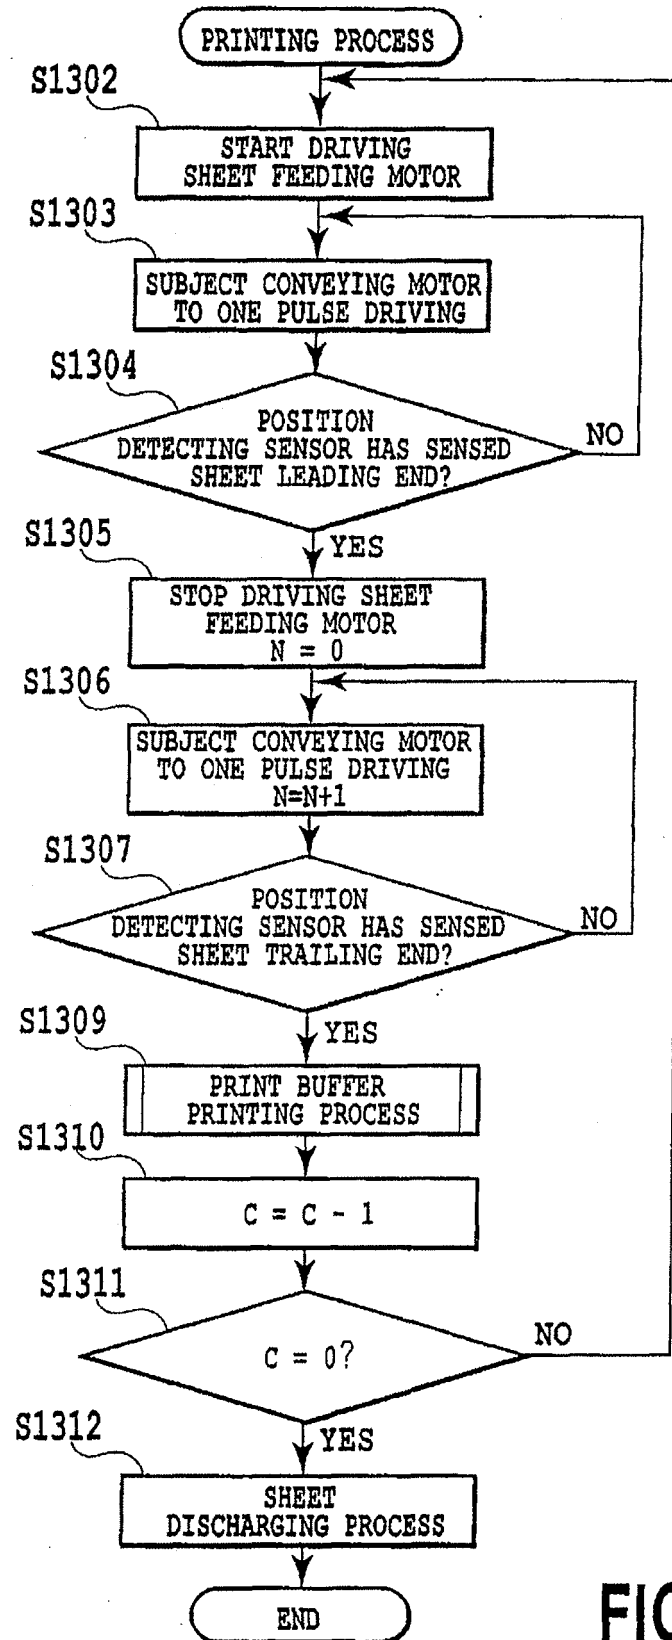 PRINTING PROCESS
S1302
START DRIVING
SHEET FEEDING MOTOR
S1303
SUBJECT CONVEYING MOTOR
TO ONE PULSE DRIVING
S1304
POSITION
DETECTING SENSOR HAS SENSED
SHEET LEADING END?
NO
YES
S1305
STOP DRIVING SHEET
FEEDING MOTOR
N = 0
S1306
SUBJECT CONVEYING MOTOR
TO ONE PULSE DRIVING
N=N+1
S1307
POSITION
DETECTING SENSOR HAS SENSED
SHEET TRAILING END?
NO
YES
S1309
PRINT BUFFER
PRINTING PROCESS
S1310
C = C - 1
S1311
C = 0?
NO
YES
S1312
SHEET
DISCHARGING PROCESS
END
FIG